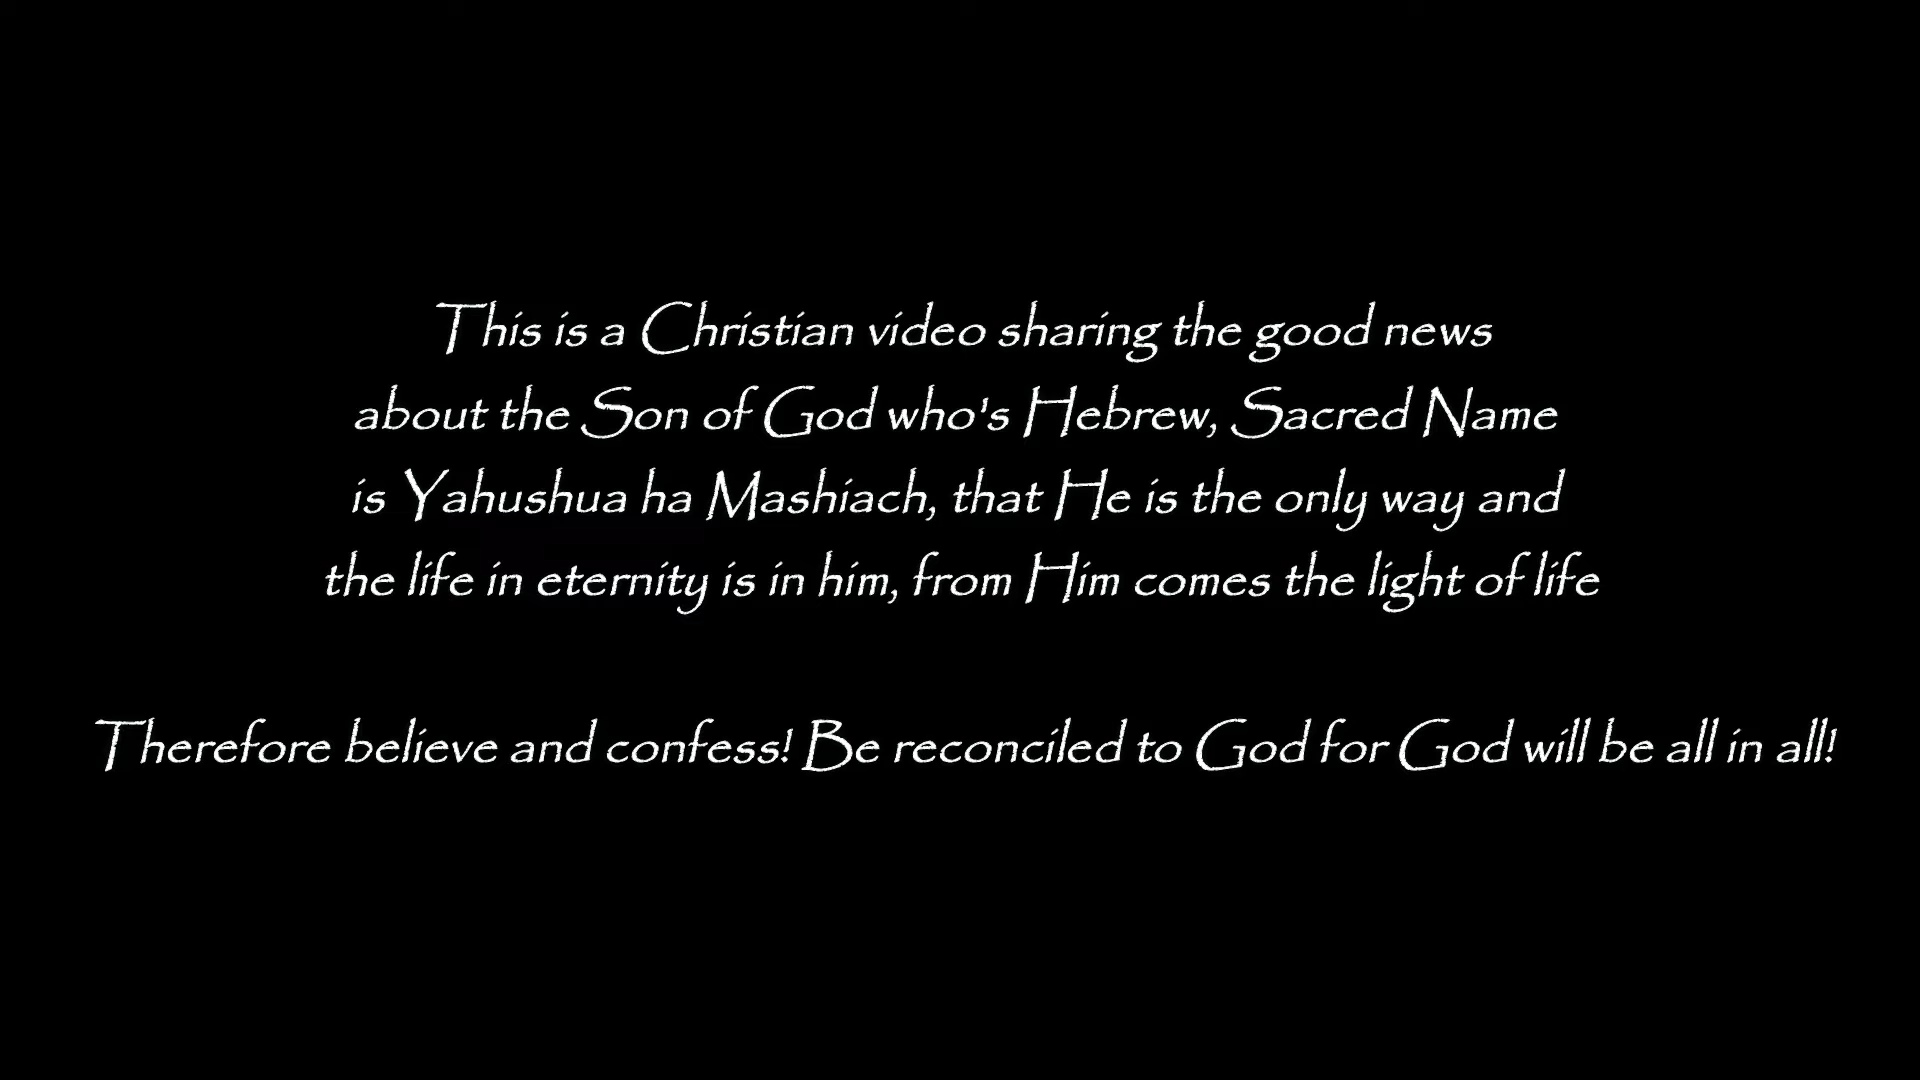 This is a Christian video sharing the good news
about the Son of God who's Hebrew, Sacred Name
is Yahushua ha Mashiach, that He is the only way and
the life in eternity is in him, from Him comes the light of life
Therefore believe and confess! Be reconciled to God for God will be all in all!